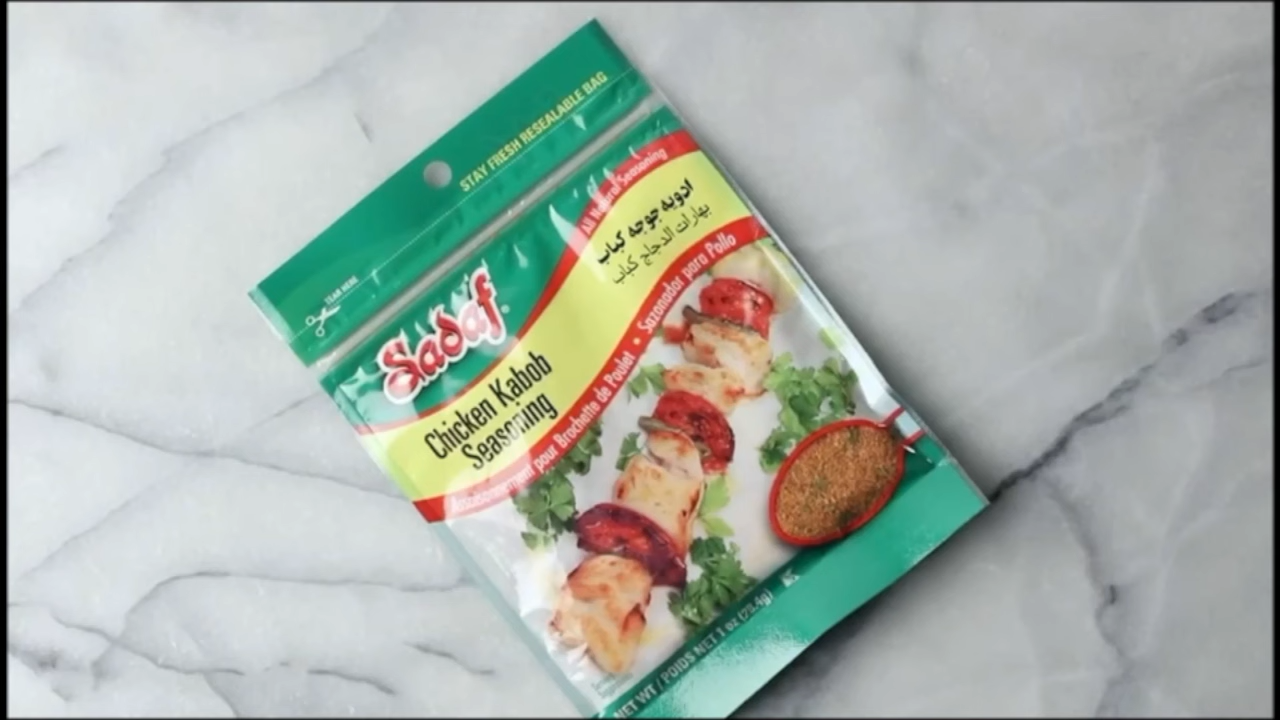 STAY FRESH RESEALABLE BAG
TEAR HERE
All Natural Seasoning
ادویه جوجه کباب
بهارات الدجاج كباب
Sadaf®
Chicken Kabob
Seasoning
Assaisonnement pour Brochette de Poulet • Sazonador para Pollo
NET WT / POIDS NET 1 oz (28.4g)